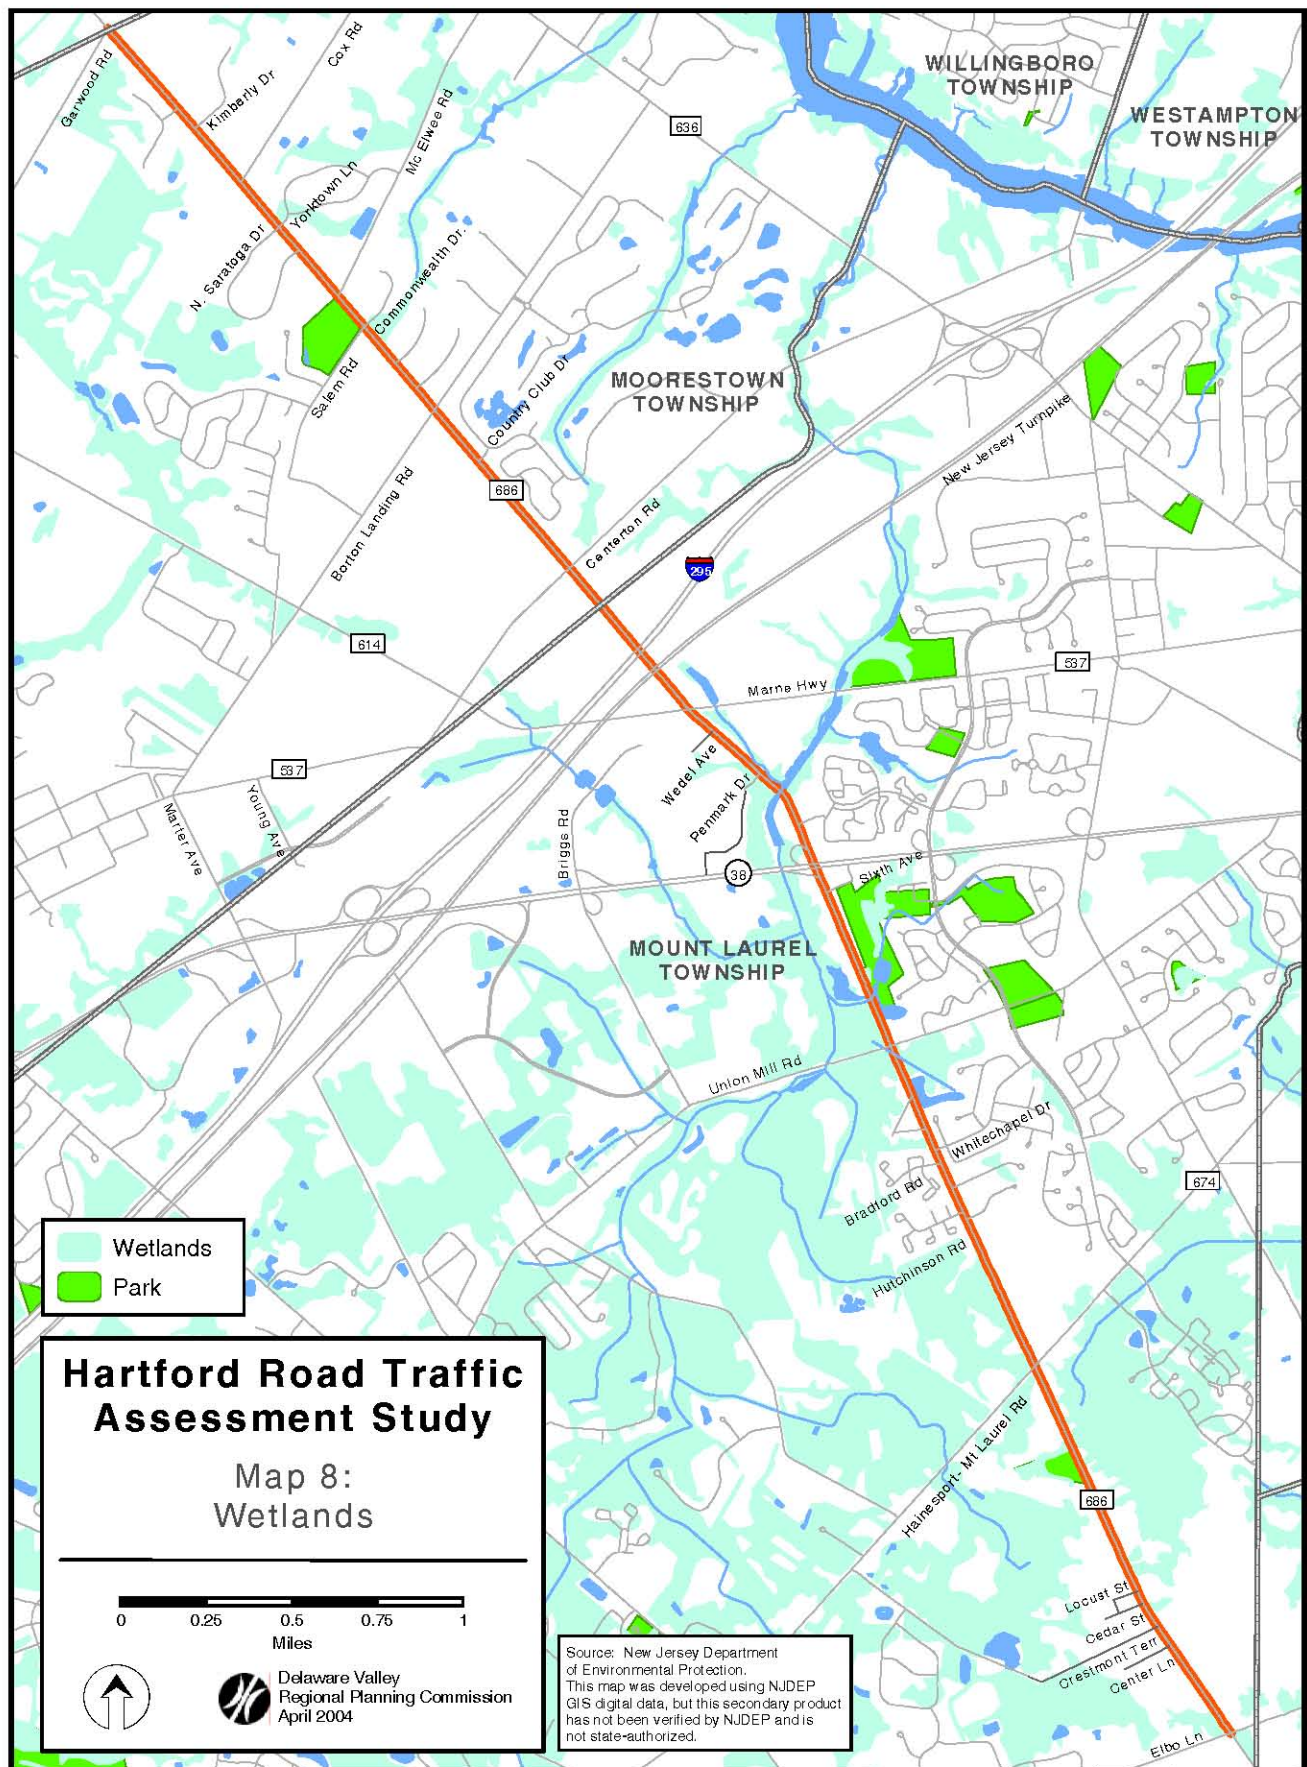 WILLINGBORO
TOWNSHIP
WESTAMPTON
TOWNSHIP
Garwood Rd
Kimberly Dr
Cox Rd
Mc Elwee Rd
636
Yorktown Ln
N. Saratoga Dr
Commonwealth Dr.
Salem Rd
Country Club Dr
MOORESTOWN
TOWNSHIP
New Jersey Turnpike
686
Borton Landing Rd
Centerton Rd
295
614
Marne Hwy
537
537
Wedel Ave
Penmark Dr
Marter Ave
Young Ave
Briggs Rd
38
Sixth Ave
MOUNT LAUREL
TOWNSHIP
Union Mill Rd
Whitechapel Dr
Bradford Rd
674
Hutchinson Rd
Hainesport- Mt Laurel Rd
686
Locust St
Cedar St
Crestmont Terr
Center Ln
Elbo Ln
Wetlands
Park
Hartford Road Traffic
Assessment Study
Map 8:
Wetlands
0 0.25 0.5 0.75 1
Miles
Delaware Valley
Regional Planning Commission
April 2004
Source: New Jersey Department
of Environmental Protection.
This map was developed using NJDEP
GIS digital data, but this secondary product
has not been verified by NJDEP and is
not state-authorized.